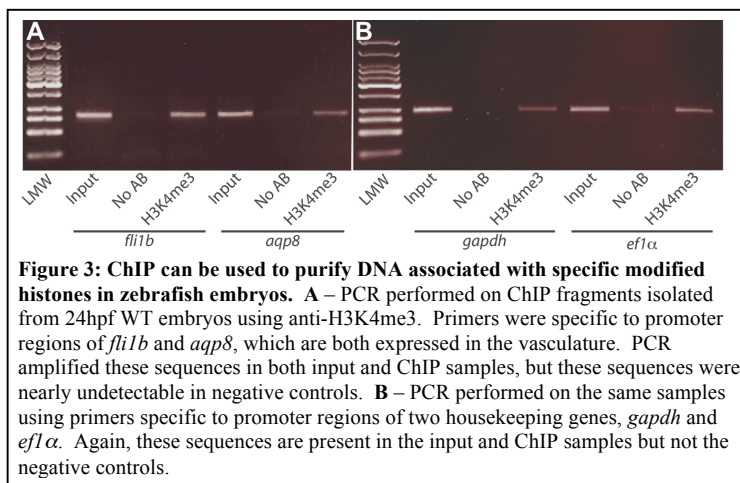 A B
LMW Input No AB H3K4me3 Input No AB H3K4me3 LMW Input No AB H3K4me3 Input No AB H3K4me3
fli1b aqp8 gapdh ef1α
Figure 3: ChIP can be used to purify DNA associated with specific modified
histones in zebrafish embryos. A – PCR performed on ChIP fragments isolated
from 24hpf WT embryos using anti-H3K4me3. Primers were specific to promoter
regions of fli1b and aqp8, which are both expressed in the vasculature. PCR
amplified these sequences in both input and ChIP samples, but these sequences were
nearly undetectable in negative controls. B – PCR performed on the same samples
using primers specific to promoter regions of two housekeeping genes, gapdh and
ef1α. Again, these sequences are present in the input and ChIP samples but not the
negative controls.